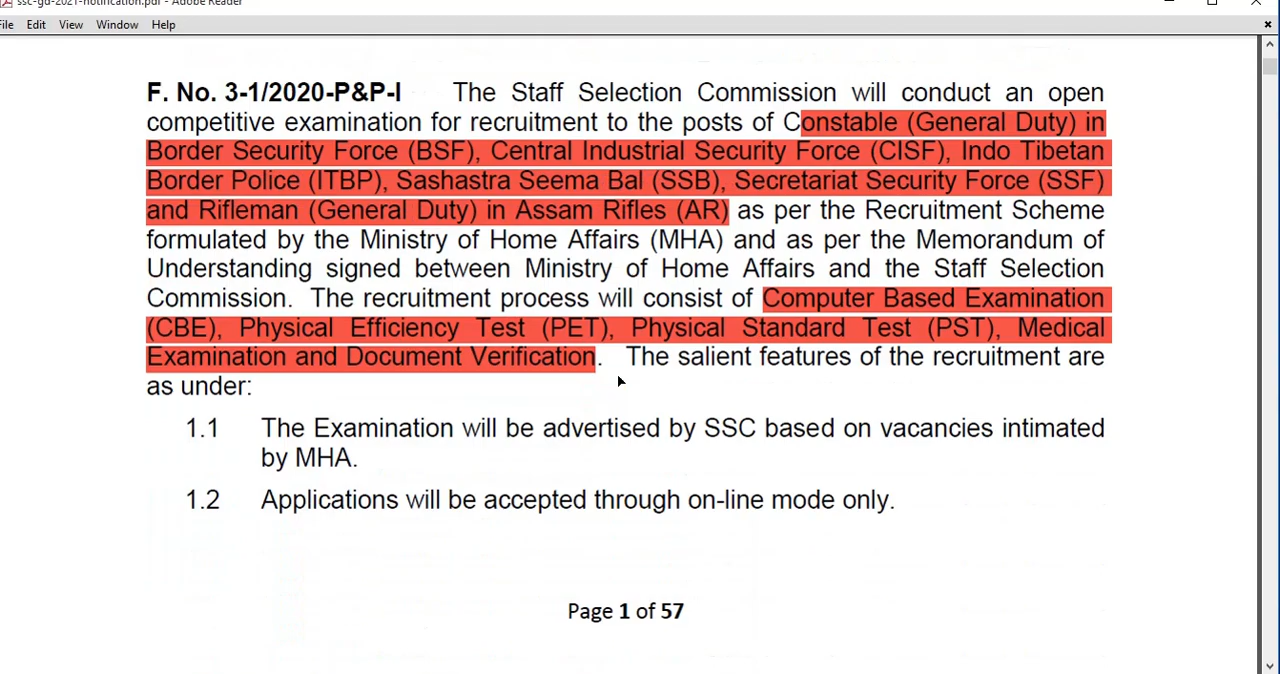 ssc-gd-2021-notification.pdf - Adobe Reader
File Edit View Window Help
F. No. 3-1/2020-P&P-I The Staff Selection Commission will conduct an open
competitive examination for recruitment to the posts of Constable (General Duty) in
Border Security Force (BSF), Central Industrial Security Force (CISF), Indo Tibetan
Border Police (ITBP), Sashastra Seema Bal (SSB), Secretariat Security Force (SSF)
and Rifleman (General Duty) in Assam Rifles (AR) as per the Recruitment Scheme
formulated by the Ministry of Home Affairs (MHA) and as per the Memorandum of
Understanding signed between Ministry of Home Affairs and the Staff Selection
Commission. The recruitment process will consist of Computer Based Examination
(CBE), Physical Efficiency Test (PET), Physical Standard Test (PST), Medical
Examination and Document Verification. The salient features of the recruitment are
as under:
1.1 The Examination will be advertised by SSC based on vacancies intimated
by MHA.
1.2 Applications will be accepted through on-line mode only.
Page 1 of 57